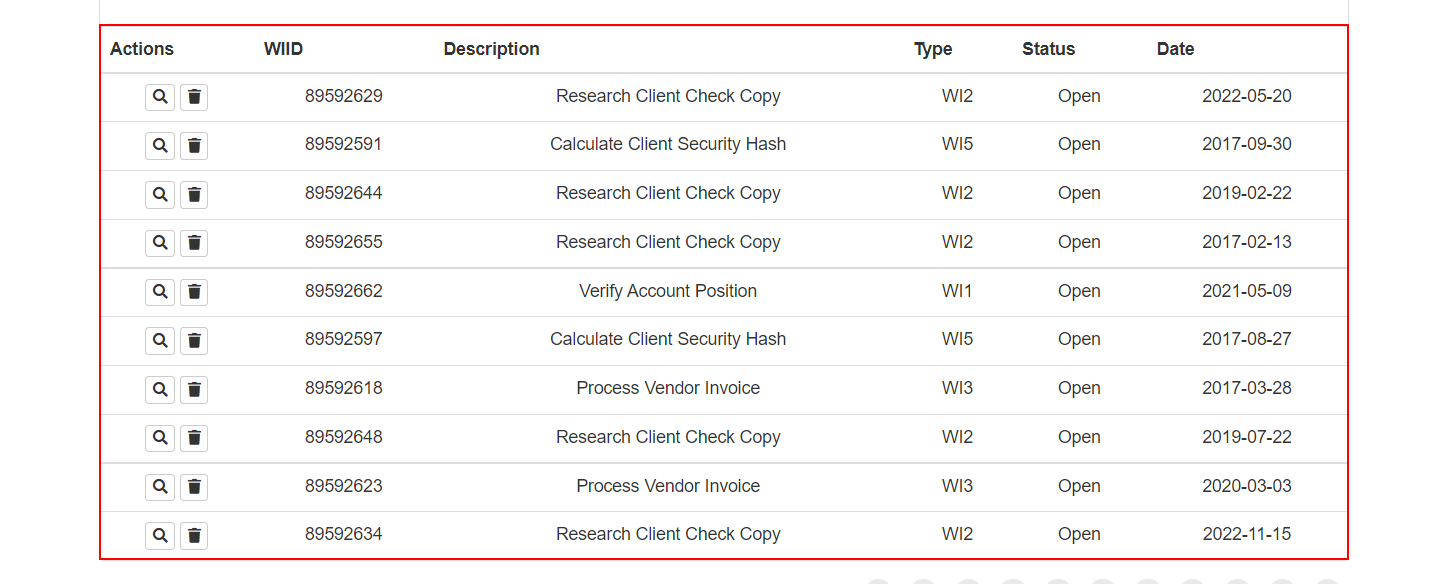 Actions WIID Description Type Status Date
89592629 Research Client Check Copy WI2 Open 2022-05-20
89592591 Calculate Client Security Hash WI5 Open 2017-09-30
89592644 Research Client Check Copy WI2 Open 2019-02-22
89592655 Research Client Check Copy WI2 Open 2017-02-13
89592662 Verify Account Position WI1 Open 2021-05-09
89592597 Calculate Client Security Hash WI5 Open 2017-08-27
89592618 Process Vendor Invoice WI3 Open 2017-03-28
89592648 Research Client Check Copy WI2 Open 2019-07-22
89592623 Process Vendor Invoice WI3 Open 2020-03-03
89592634 Research Client Check Copy WI2 Open 2022-11-15